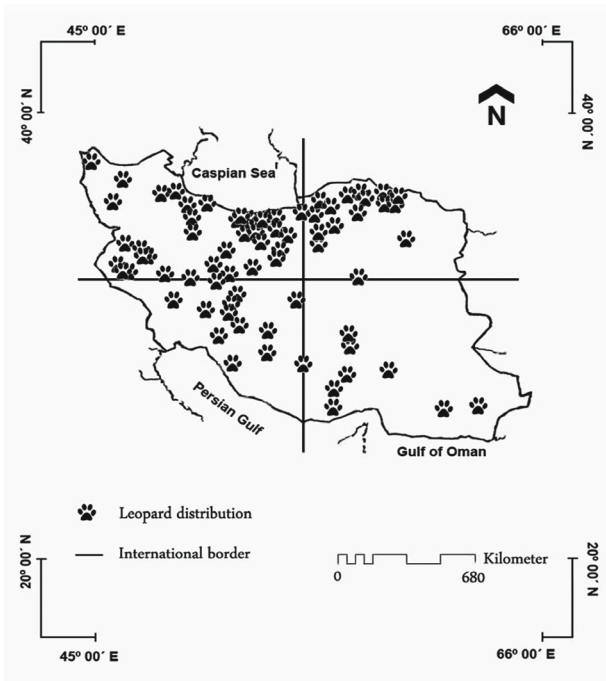 45º 00´ E
66º 00´ E
40º 00´ N
40º 00´ N
N
Caspian Sea
Persian Gulf
Gulf of Oman
Leopard distribution
International border
Kilometer
0
680
20º 00´ N
20º 00´ N
45º 00´ E
66º 00´ E